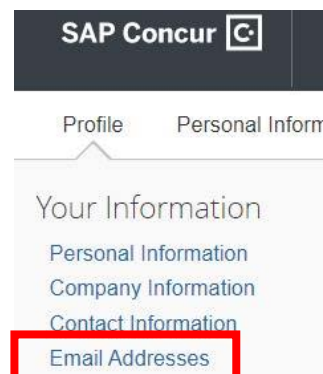 SAP Concur C
Profile Personal Inform
Your Information
Personal Information
Company Information
Contact Information
Email Addresses